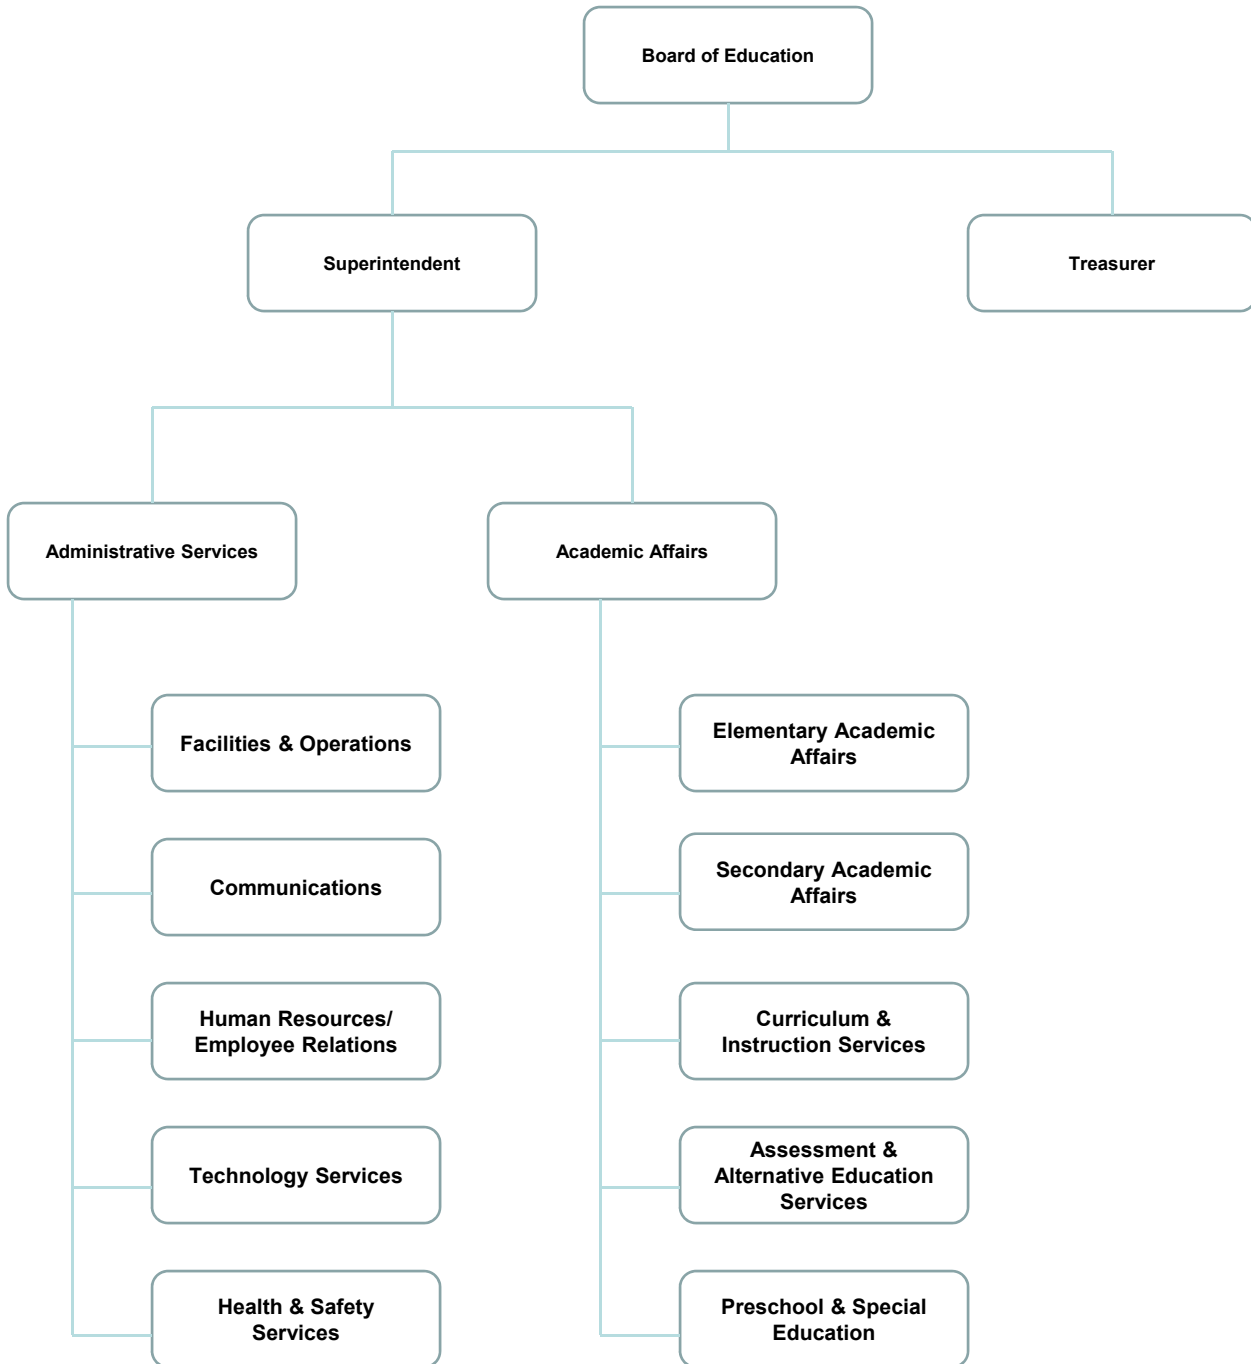 Board of Education
Superintendent
Treasurer
Administrative Services
Academic Affairs
Facilities & Operations
Communications
Human Resources/
Employee Relations
Technology Services
Health & Safety
Services
Elementary Academic
Affairs
Secondary Academic
Affairs
Curriculum &
Instruction Services
Assessment &
Alternative Education
Services
Preschool & Special
Education